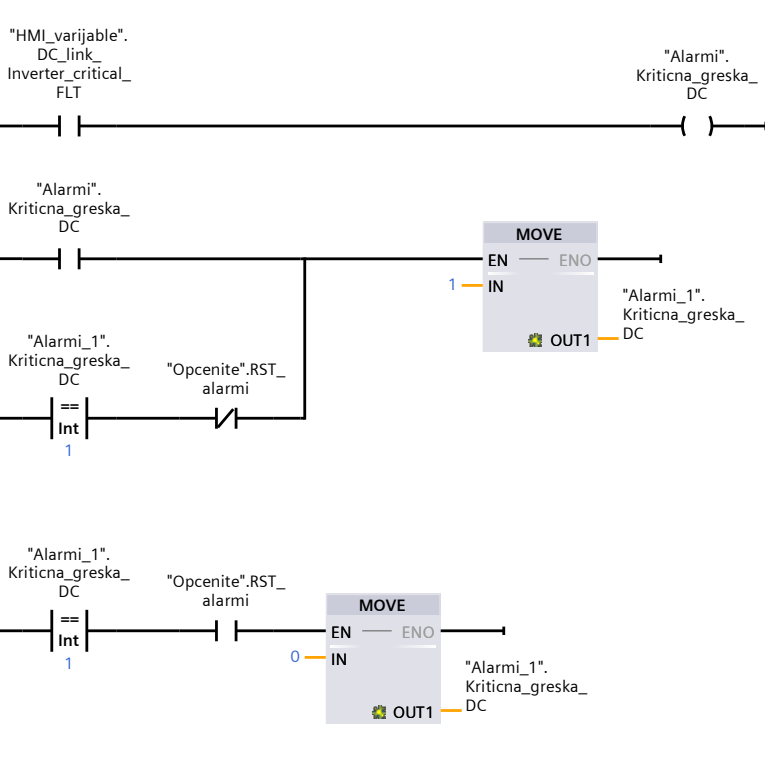 "HMI_varijable".
DC_link_
Inverter_critical_
FLT
"Alarmi".
Kriticna_greska_
DC
"Alarmi".
Kriticna_greska_
DC
MOVE
EN
ENO
1
IN
OUT1
"Alarmi_1".
Kriticna_greska_
DC
"Alarmi_1".
Kriticna_greska_
DC
==
Int
1
"Opcenite".RST_
alarmi
"Alarmi_1".
Kriticna_greska_
DC
==
Int
1
"Opcenite".RST_
alarmi
MOVE
EN
ENO
0
IN
OUT1
"Alarmi_1".
Kriticna_greska_
DC